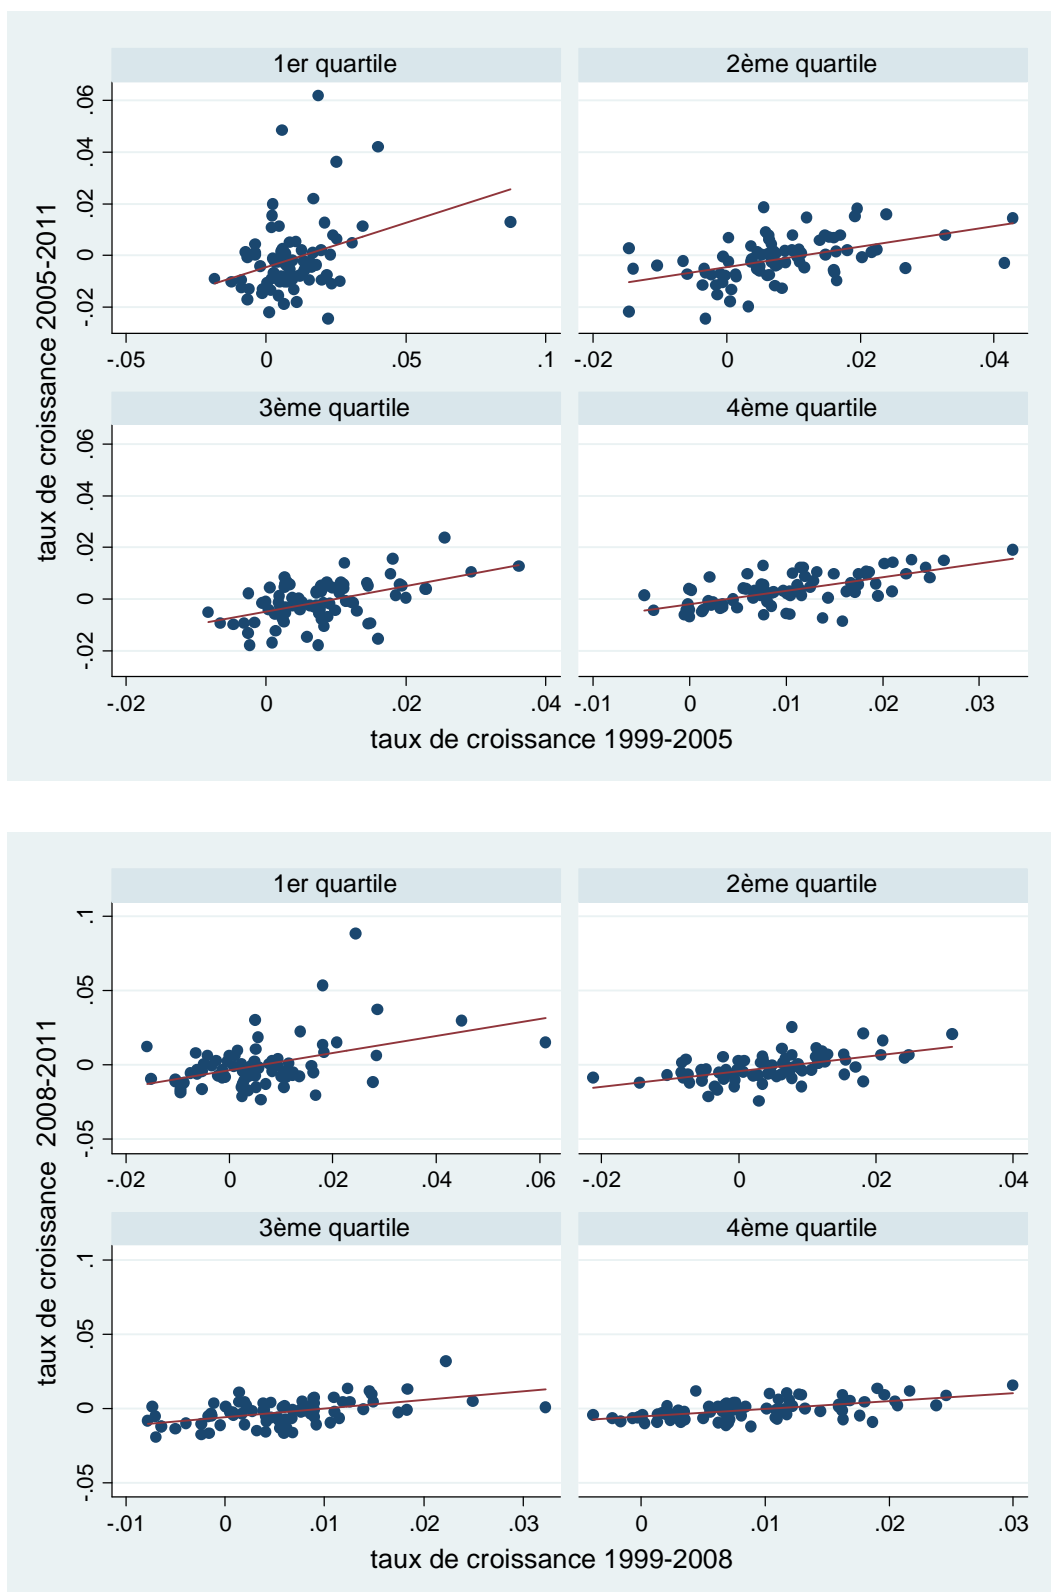 1er quartile
2ème quartile
-.02 0 .02 .04 .06
-.05 0 .05 .1
-.02 0 .02 .04
3ème quartile
4ème quartile
-.02 0 .02 .04 .06
-.02 0 .02 .04
-.01 0 .01 .02 .03
taux de croissance 2005-2011
taux de croissance 1999-2005
1er quartile
2ème quartile
-.05 0 .05 .1
-.02 0 .02 .04 .06
-.02 0 .02 .04
3ème quartile
4ème quartile
-.05 0 .05 .1
-.01 0 .01 .02 .03
0 .01 .02 .03
taux de croissance 2008-2011
taux de croissance 1999-2008